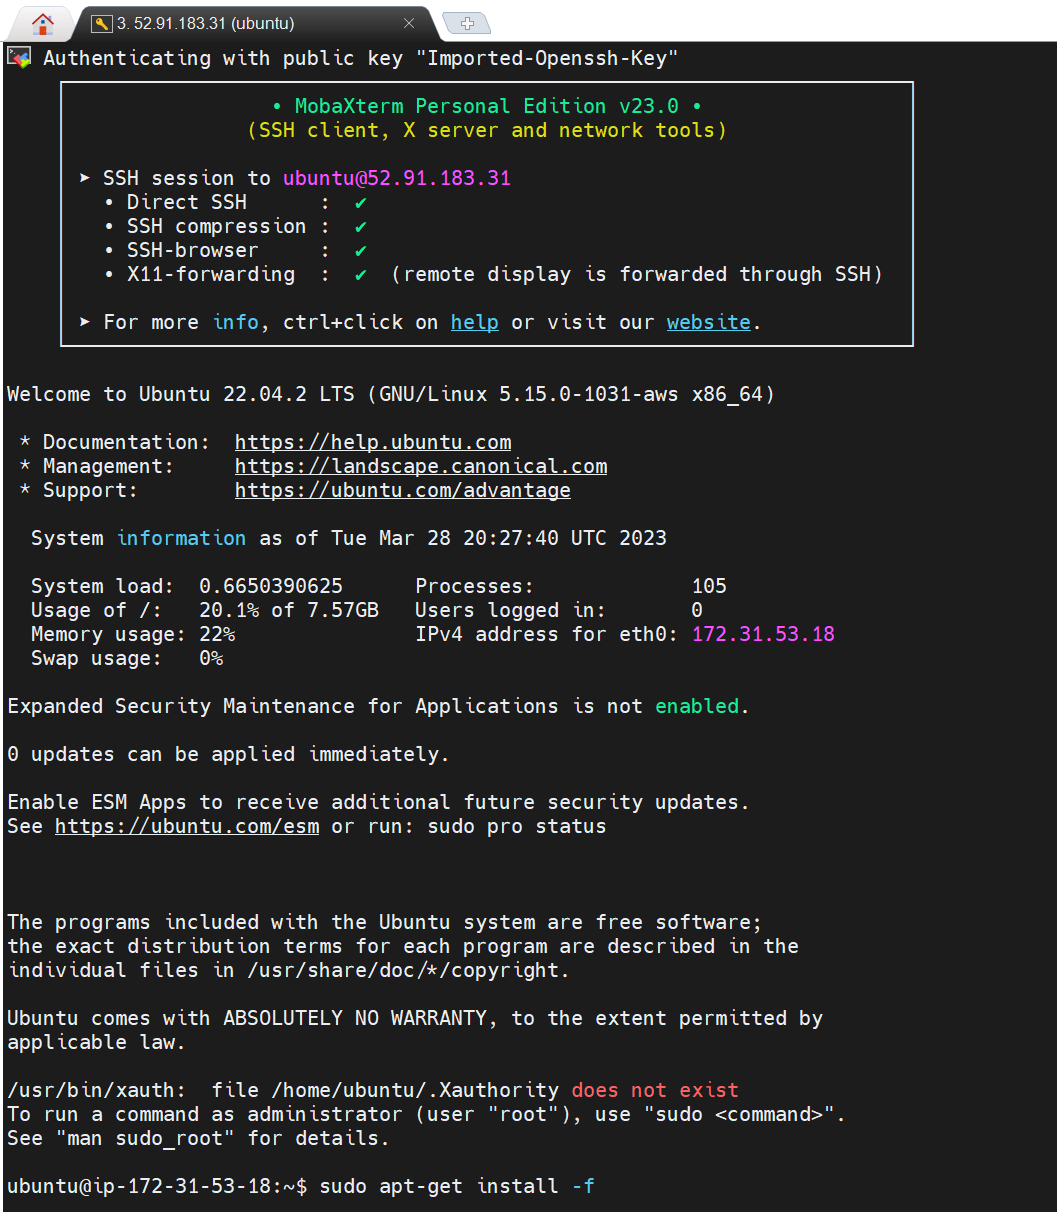 3. 52.91.183.31 (ubuntu)
Authenticating with public key "Imported-Openssh-Key"
• MobaXterm Personal Edition v23.0 •
(SSH client, X server and network tools)
➤ SSH session to ubuntu@52.91.183.31
• Direct SSH : ✔
• SSH compression : ✔
• SSH-browser : ✔
• X11-forwarding : ✔ (remote display is forwarded through SSH)
➤ For more info, ctrl+click on help or visit our website.
Welcome to Ubuntu 22.04.2 LTS (GNU/Linux 5.15.0-1031-aws x86_64)
* Documentation: https://help.ubuntu.com
* Management: https://landscape.canonical.com
* Support: https://ubuntu.com/advantage
System information as of Tue Mar 28 20:27:40 UTC 2023
System load: 0.6650390625 Processes: 105
Usage of /: 20.1% of 7.57GB Users logged in: 0
Memory usage: 22% IPv4 address for eth0: 172.31.53.18
Swap usage: 0%
Expanded Security Maintenance for Applications is not enabled.
0 updates can be applied immediately.
Enable ESM Apps to receive additional future security updates.
See https://ubuntu.com/esm or run: sudo pro status
The programs included with the Ubuntu system are free software;
the exact distribution terms for each program are described in the
individual files in /usr/share/doc/*/copyright.
Ubuntu comes with ABSOLUTELY NO WARRANTY, to the extent permitted by
applicable law.
/usr/bin/xauth: file /home/ubuntu/.Xauthority does not exist
To run a command as administrator (user "root"), use "sudo <command>".
See "man sudo_root" for details.
ubuntu@ip-172-31-53-18:~$ sudo apt-get install -f